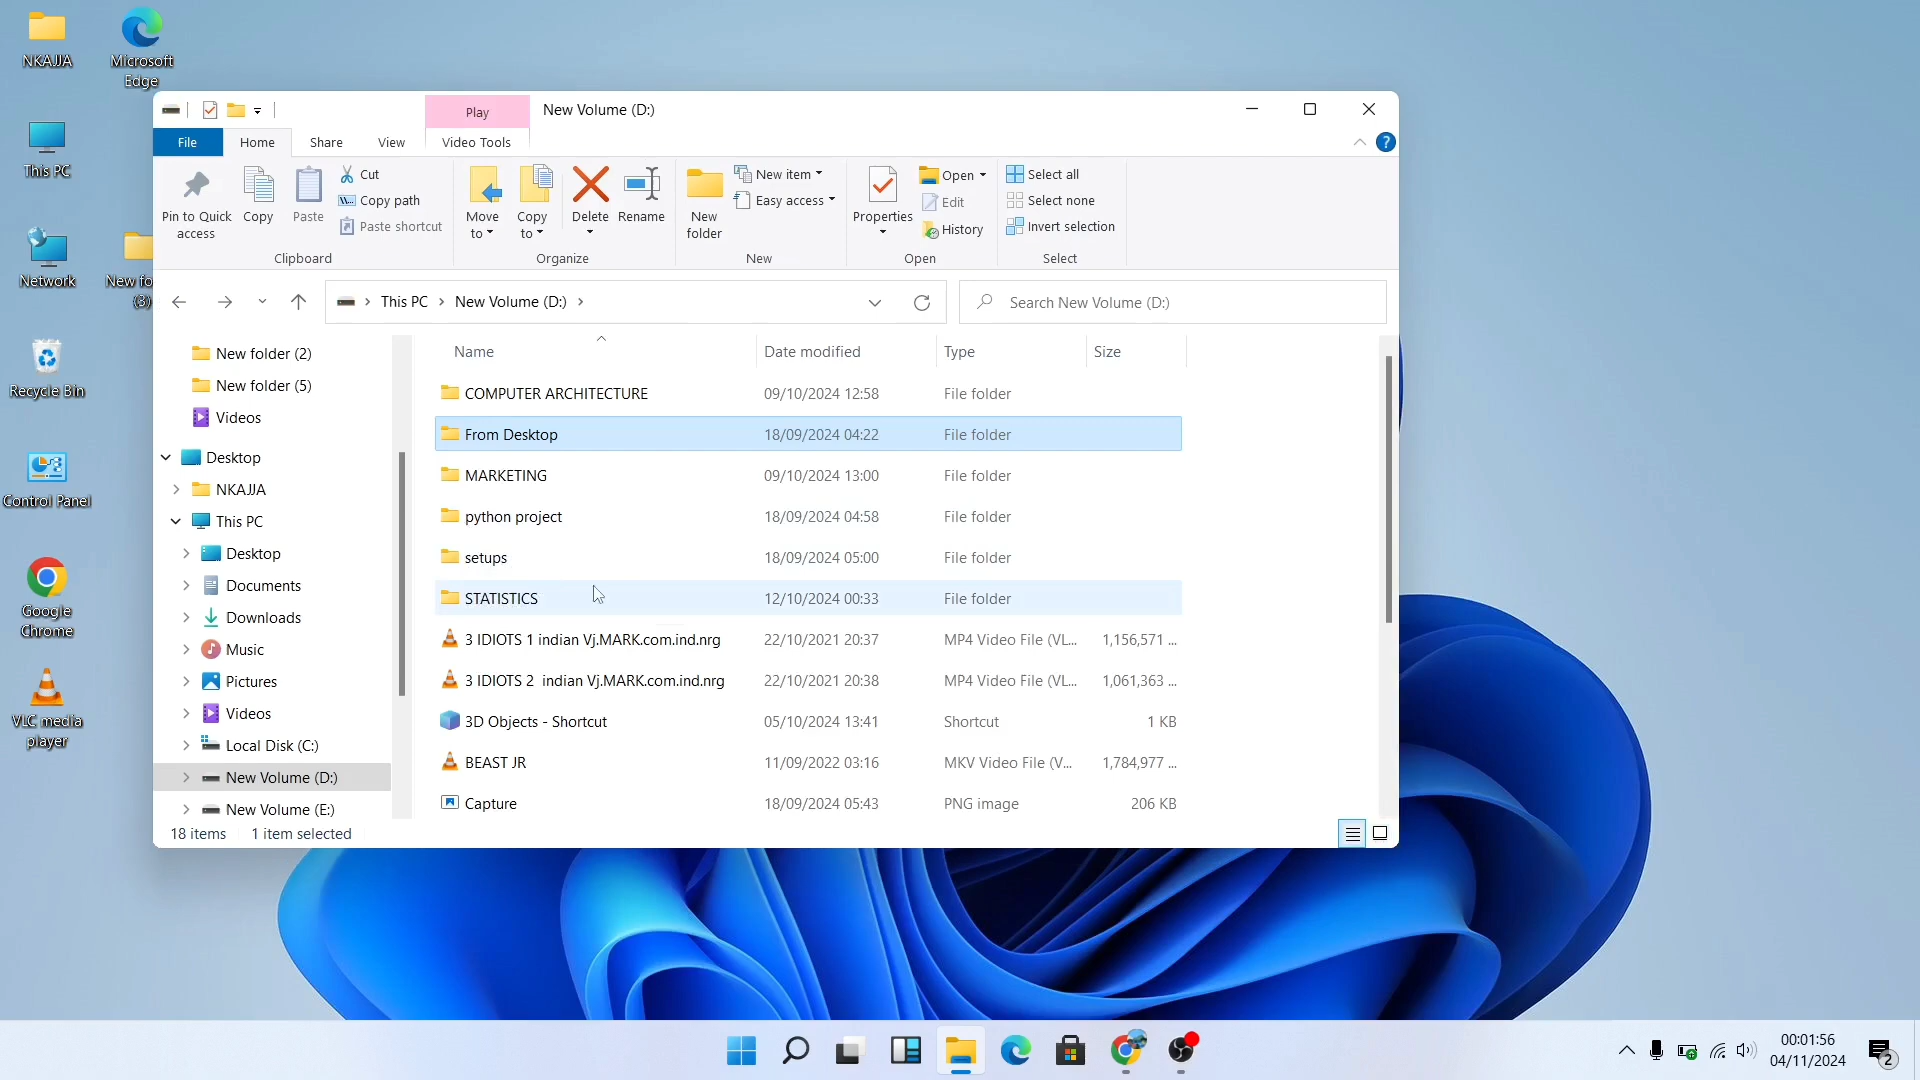 NKAJJA
Microsoft
Edge
This PC
Network
New fo
(3)
Recycle Bin
Control Panel
Google
Chrome
VLC media
player
Play
New Volume (D:)
File
Home
Share
View
Video Tools
Pin to Quick
access
Copy
Paste
Cut
Copy path
Paste shortcut
Clipboard
Move
to
Copy
to
Delete
Rename
Organize
New
folder
New item
Easy access
New
Properties
Open
Edit
History
Open
Select all
Select none
Invert selection
Select
This PC
New Volume (D:)
Search New Volume (D:)
New folder (2)
New folder (5)
Videos
Desktop
NKAJJA
This PC
Desktop
Documents
Downloads
Music
Pictures
Videos
Local Disk (C:)
New Volume (D:)
New Volume (E:)
Name Date modified Type Size
COMPUTER ARCHITECTURE 09/10/2024 12:58 File folder
From Desktop 18/09/2024 04:22 File folder
MARKETING 09/10/2024 13:00 File folder
python project 18/09/2024 04:58 File folder
setups 18/09/2024 05:00 File folder
STATISTICS 12/10/2024 00:33 File folder
3 IDIOTS 1 indian Vj.MARK.com.ind.nrg 22/10/2021 20:37 MP4 Video File (VL... 1,156,571 ...
3 IDIOTS 2 indian Vj.MARK.com.ind.nrg 22/10/2021 20:38 MP4 Video File (VL... 1,061,363 ...
3D Objects - Shortcut 05/10/2024 13:41 Shortcut 1 KB
BEAST JR 11/09/2022 03:16 MKV Video File (V... 1,784,977 ...
Capture 18/09/2024 05:43 PNG image 206 KB
18 items 1 item selected
00:01:56
04/11/2024
2